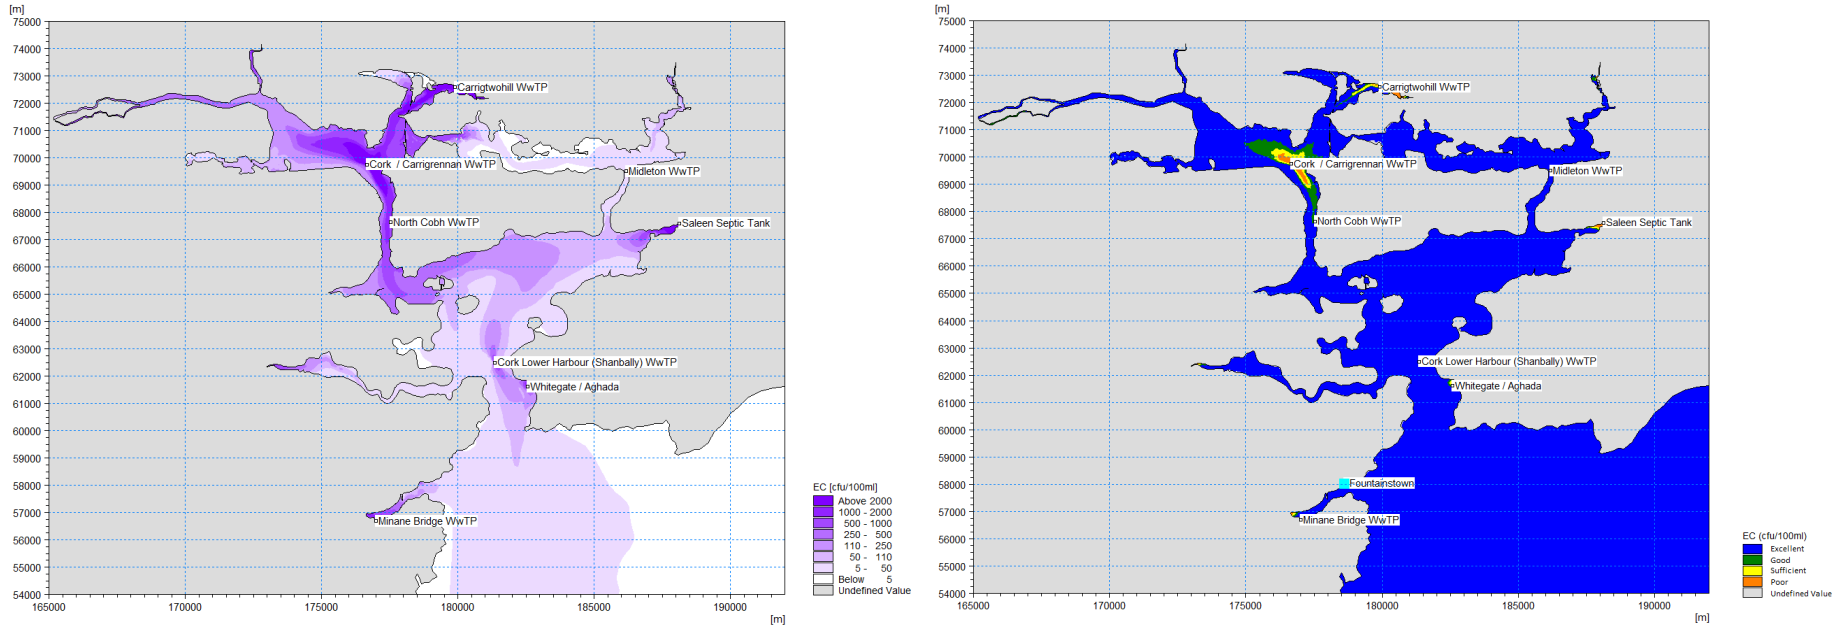 [m]
75000
74000
73000
72000
71000
70000
69000
68000
67000
66000
65000
64000
63000
62000
61000
60000
59000
58000
57000
56000
55000
54000
165000
170000
175000
180000
185000
190000
[m]
Carrigtwohill WwTP
Cork / Carrigrennan WwTP
Midleton WwTP
North Cobh WwTP
Saleen Septic Tank
Cork Lower Harbour (Shanbally) WwTP
Whitegate / Aghada
Minane Bridge WwTP
EC [cfu/100ml]
Above 2000
1000 - 2000
500 - 1000
250 - 500
110 - 250
50 - 110
5 - 50
Below 5
Undefined Value
[m]
75000
74000
73000
72000
71000
70000
69000
68000
67000
66000
65000
64000
63000
62000
61000
60000
59000
58000
57000
56000
55000
54000
165000
170000
175000
180000
185000
190000
[m]
Carrigtwohill WwTP
Cork / Carrigrennan WwTP
Midleton WwTP
North Cobh WwTP
Saleen Septic Tank
Cork Lower Harbour (Shanbally) WwTP
Whitegate / Aghada
Fountainstown
Minane Bridge WwTP
EC (cfu/100ml)
Excellent
Good
Sufficient
Poor
Undefined Value